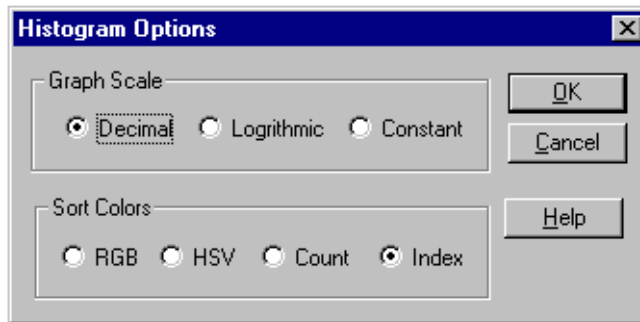 Histogram Options
Graph Scale
Decimal Logrithmic Constant
OK
Cancel
Sort Colors
RGB HSV Count Index
Help